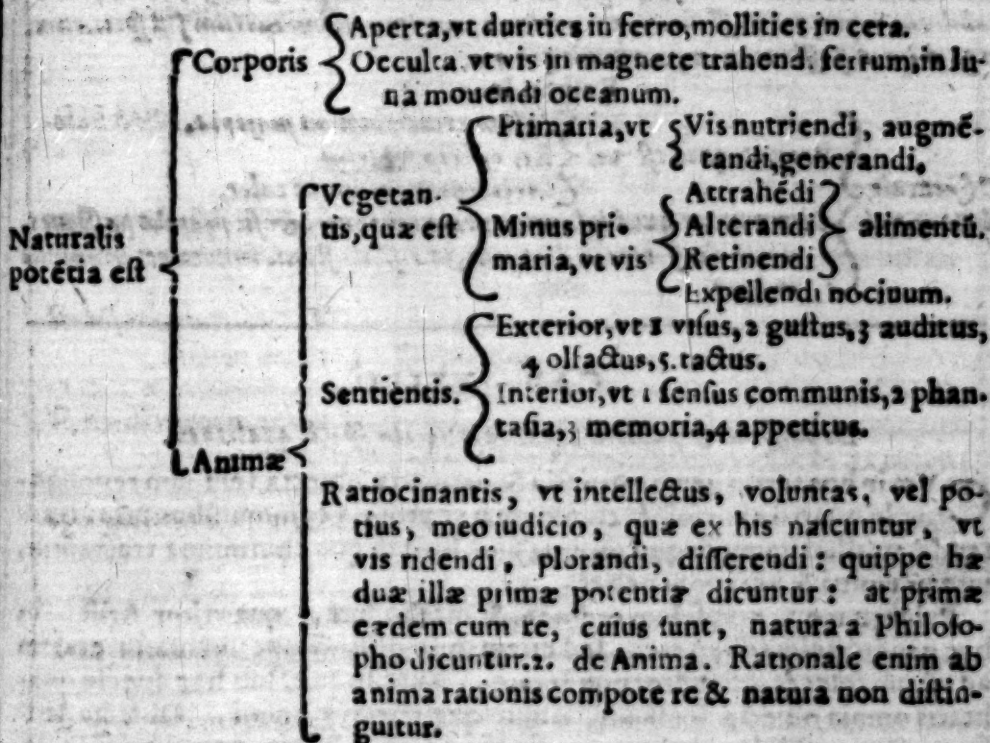 Aperta,vt durities in ferro,mollities in cera.
Corporis
Occulta vt vis in magnete trahend. ferrum,in lu-
na mouendi oceanum.
Primaria,vt
Vis nutriendi, augmē-
tandi,generandi,
Vegetan-
tis,quæ est
Minus pri-
maria,vt vis
Attrahēdi
Alterandi
Retinendi
alimentū.
Expellendi nocinum.
Naturalis
potētia est
Exterior,vt 1 visus, 2 gustus,3 auditus,
4 olfactus,5.tactus.
Sentientis.
Interior,vt 1 sensus communis,2 phan-
tasia,3 memoria,4 appetitus.
Animæ
Ratiocinantis, vt intellectus, voluntas, vel po-
tius, meo iudicio, quæ ex his nascuntur, vt
vis ridendi, plorandi, differendi: quippe hæ
duæ illæ primæ potentiæ dicuntur: at primæ
eædem cum re, cuius sunt, natura a Philoso-
pho dicuntur.2. de Anima. Rationale enim ab
anima rationis compote re & natura non distin-
guitur.